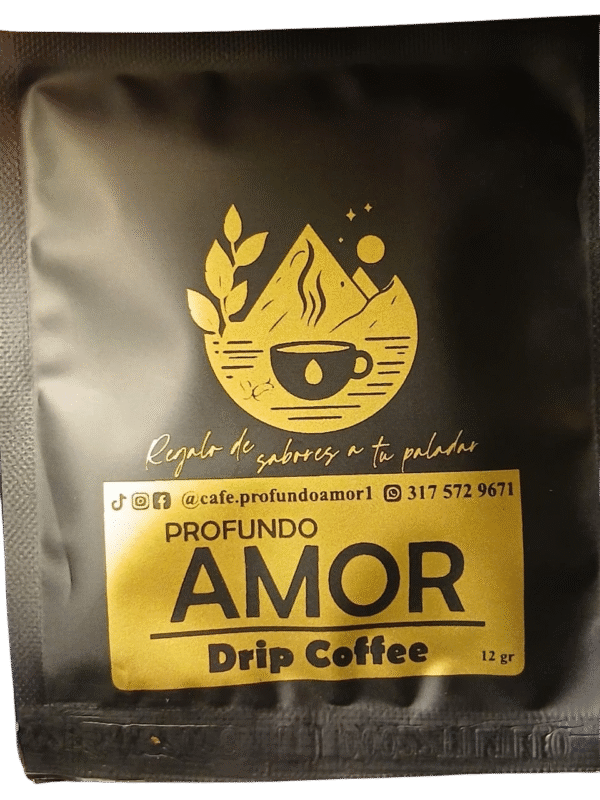 Regalo de sabores a tu paladar
@cafe.profundoamor1 317 572 9671
PROFUNDO
AMOR
Drip Coffee
12 gr